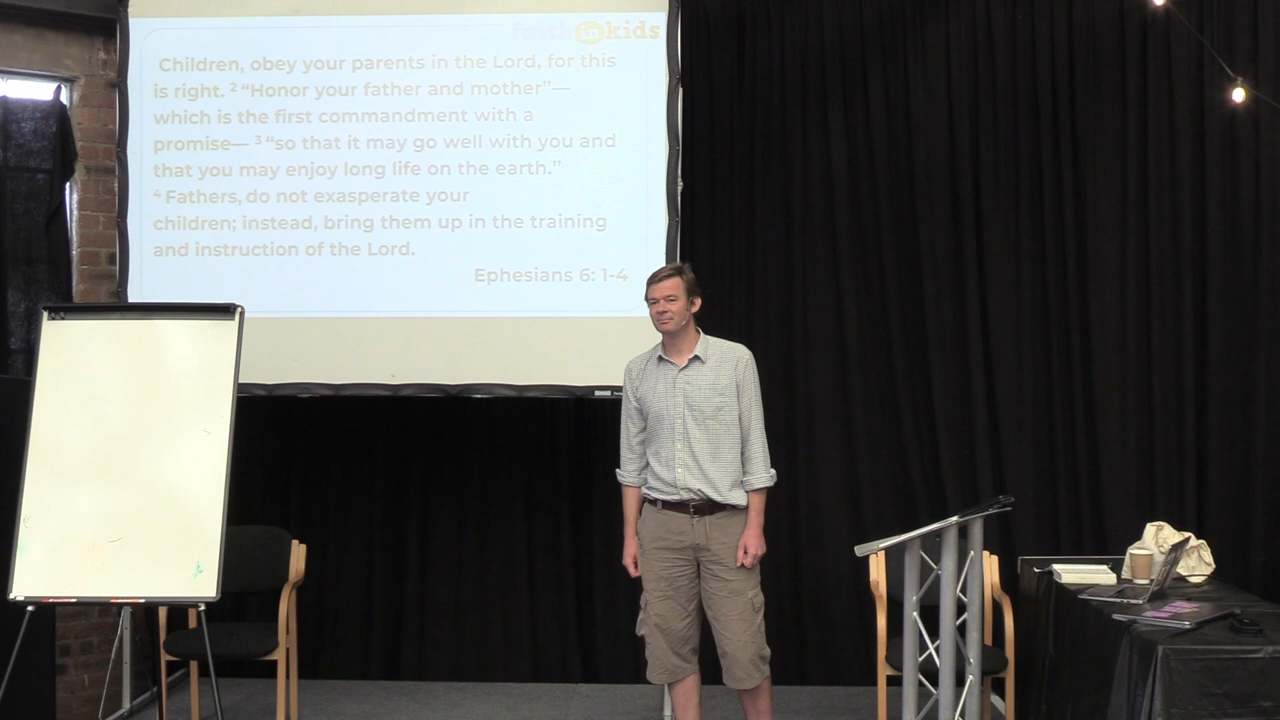 faith in kids
Children, obey your parents in the Lord, for this
is right. ² “Honor your father and mother”—
which is the first commandment with a
promise— ³ “so that it may go well with you and
that you may enjoy long life on the earth.”
⁴ Fathers, do not exasperate your
children; instead, bring them up in the training
and instruction of the Lord.
Ephesians 6: 1-4